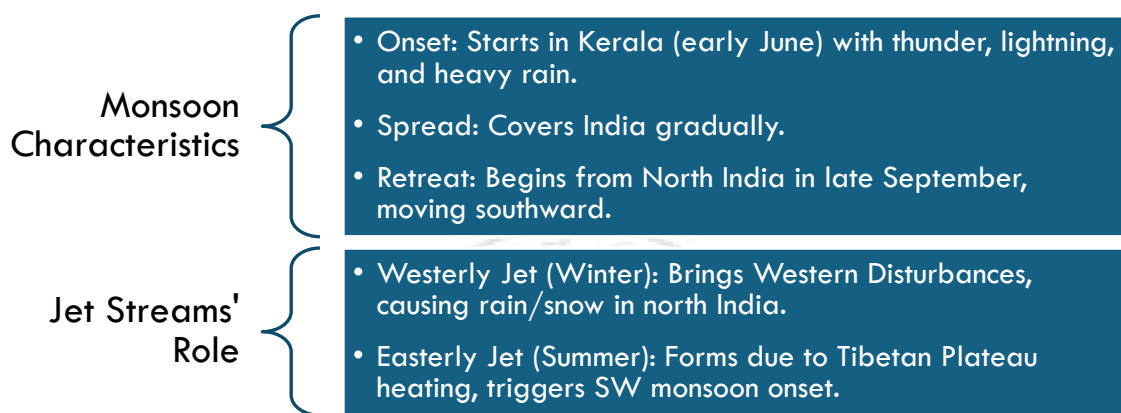 Monsoon
Characteristics
• Onset: Starts in Kerala (early June) with thunder, lightning,
and heavy rain.
• Spread: Covers India gradually.
• Retreat: Begins from North India in late September,
moving southward.
Jet Streams'
Role
• Westerly Jet (Winter): Brings Western Disturbances,
causing rain/snow in north India.
• Easterly Jet (Summer): Forms due to Tibetan Plateau
heating, triggers SW monsoon onset.